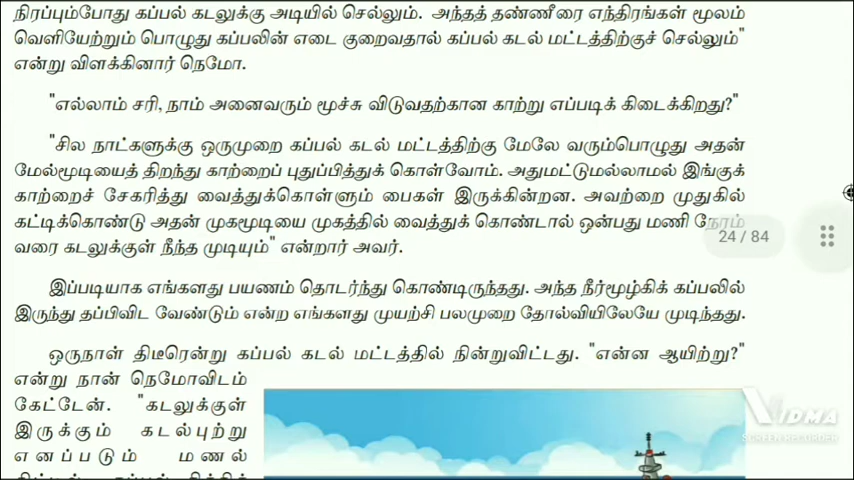 நிரப்பும்போது கப்பல் கடலுக்கு அடியில் செல்லும். அந்தத் தண்ணீரை எந்திரங்கள் மூலம்
வெளியேற்றும் பொழுது கப்பலின் எடை குறைவதால் கப்பல் கடல் மட்டத்திற்குச் செல்லும்"
என்று விளக்கினார் நெமோ.
"எல்லாம் சரி, நாம் அனைவரும் மூச்சு விடுவதற்கான காற்று எப்படிக் கிடைக்கிறது?"
"சில நாட்களுக்கு ஒருமுறை கப்பல் கடல் மட்டத்திற்கு மேலே வரும்பொழுது அதன்
மேல்மூடியைத் திறந்து காற்றைப் புதுப்பித்துக் கொள்வோம். அதுமட்டுமல்லாமல் இங்குக்
காற்றைச் சேகரித்து வைத்துக்கொள்ளும் பைகள் இருக்கின்றன. அவற்றை முதுகில்
கட்டிக்கொண்டு அதன் முகமூடியை முகத்தில் வைத்துக் கொண்டால் ஒன்பது மணி நேரம்
24 / 84
வரை கடலுக்குள் நீந்த முடியும்" என்றார் அவர்.
இப்படியாக எங்களது பயணம் தொடர்ந்து கொண்டிருந்தது. அந்த நீர்மூழ்கிக் கப்பலில்
இருந்து தப்பிவிட வேண்டும் என்ற எங்களது முயற்சி பலமுறை தோல்வியிலேயே முடிந்தது.
ஒருநாள் திடீரென்று கப்பல் கடல் மட்டத்தில் நின்றுவிட்டது. "என்ன ஆயிற்று?"
என்று நான் நெமோவிடம்
கேட்டேன். "கடலுக்குள்
இருக்கும் கடல்புற்று
எனப்படும் மணல்
VIDMA
SCREEN RECORDER